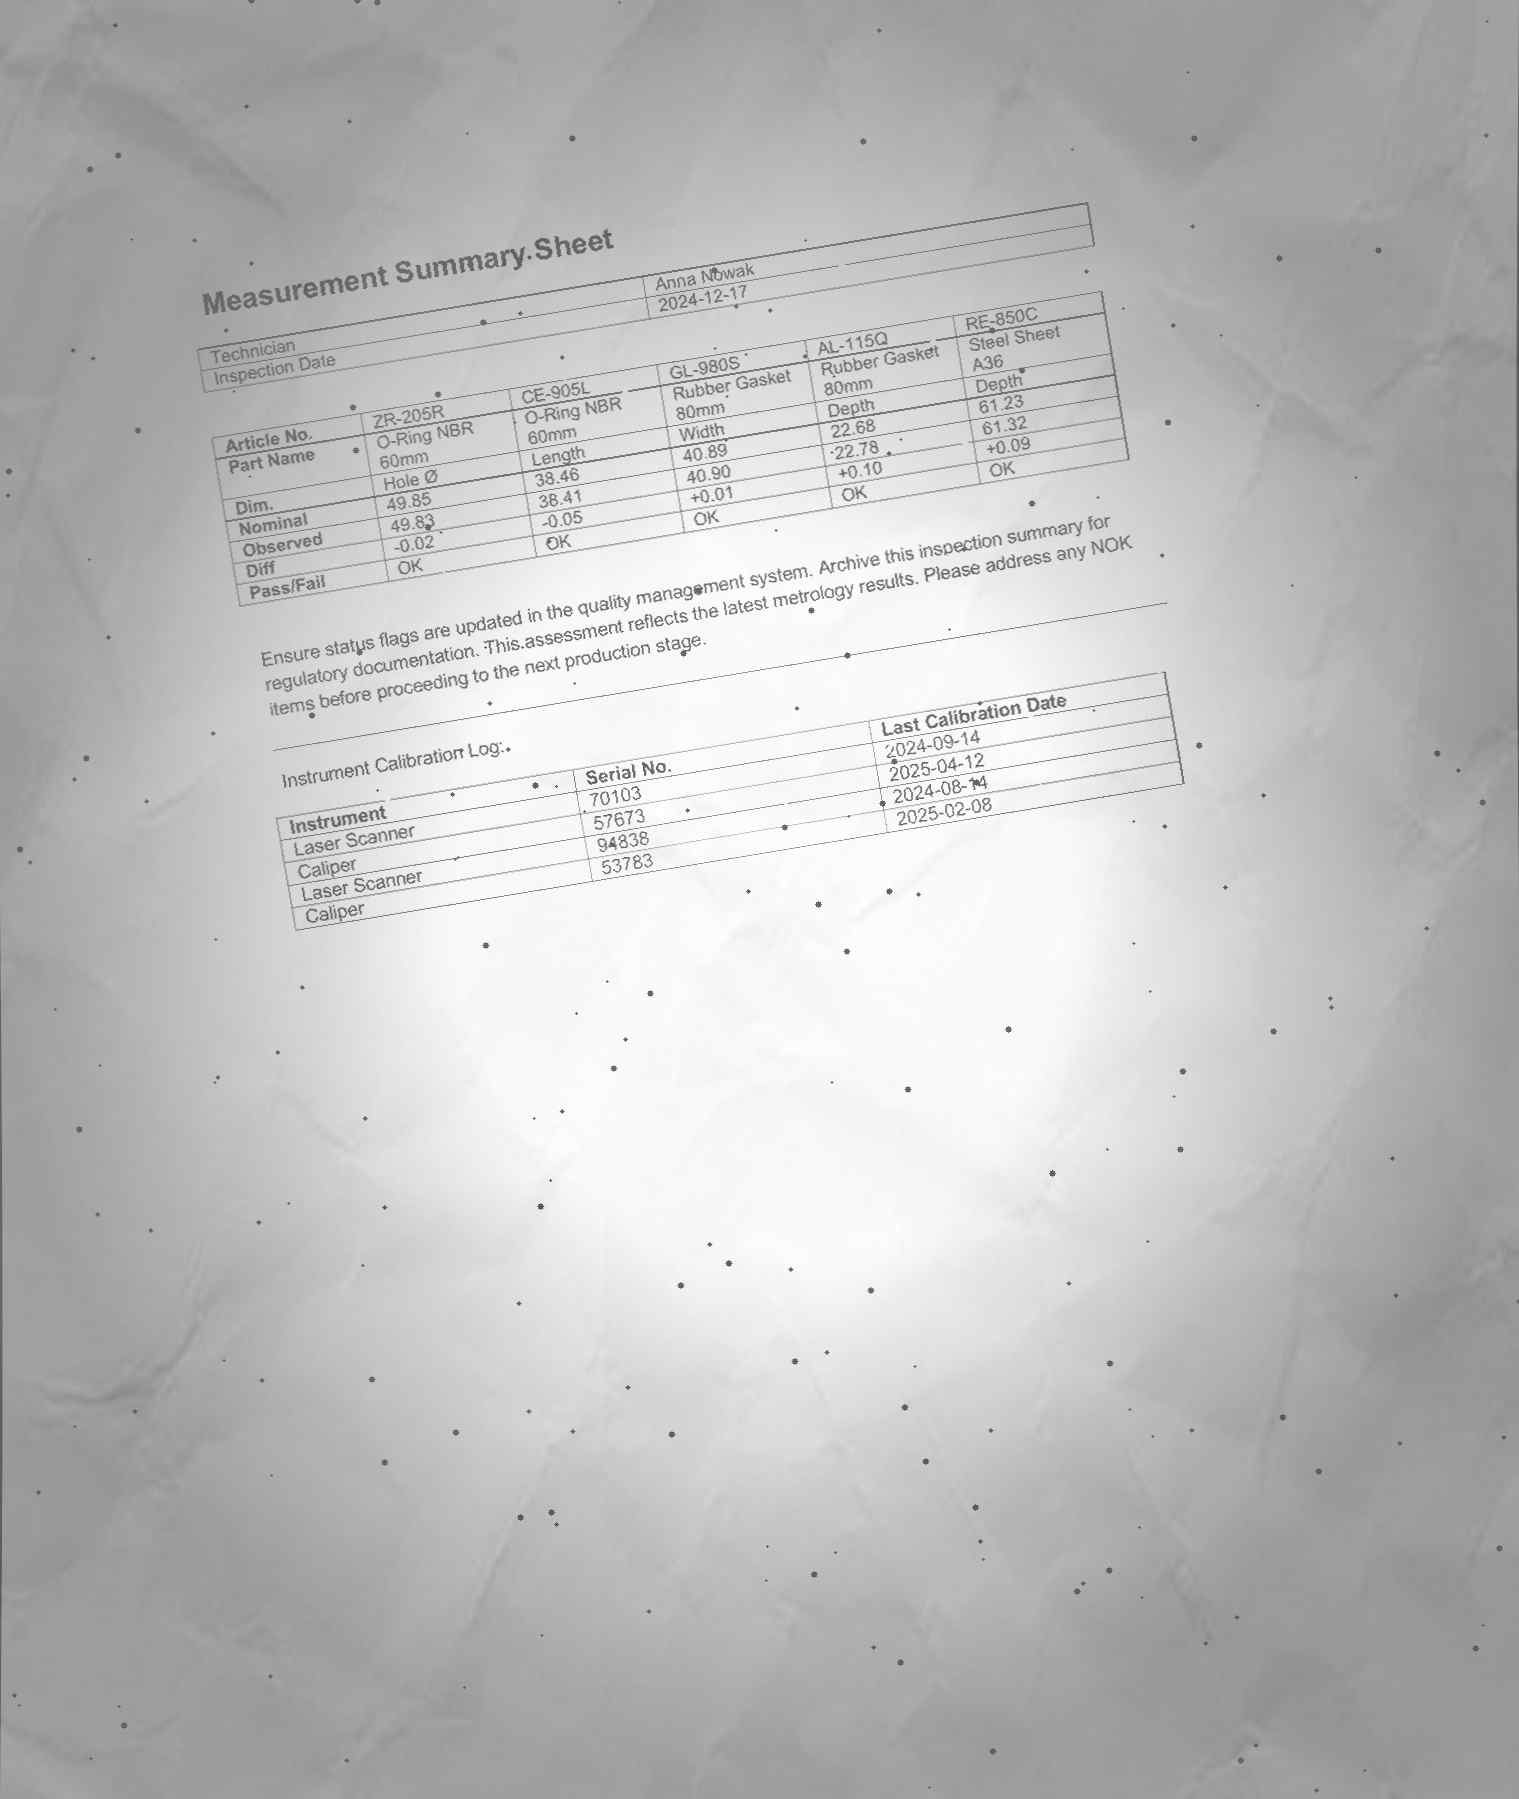 Measurement Summary Sheet
Technician Anna Nowak
Inspection Date 2024-12-17
Article No. ZR-205R CE-905L GL-980S AL-115Q RE-850C
Part Name O-Ring NBR 60mm O-Ring NBR 60mm Rubber Gasket 80mm Rubber Gasket 80mm Steel Sheet A36
Dim. Hole Ø Length Width Depth Depth
Nominal 49.85 38.46 40.89 22.68 61.23
Observed 49.83 38.41 40.90 22.78 61.32
Diff -0.02 -0.05 +0.01 +0.10 +0.09
Pass/Fail OK OK OK OK OK
Ensure status flags are updated in the quality management system. Archive this inspection summary for
regulatory documentation. This assessment reflects the latest metrology results. Please address any NOK
items before proceeding to the next production stage.
Instrument Calibration Log:
Instrument Serial No. Last Calibration Date
Laser Scanner 70103 2024-09-14
Caliper 57673 2025-04-12
Laser Scanner 94838 2024-08-14
Caliper 53783 2025-02-08